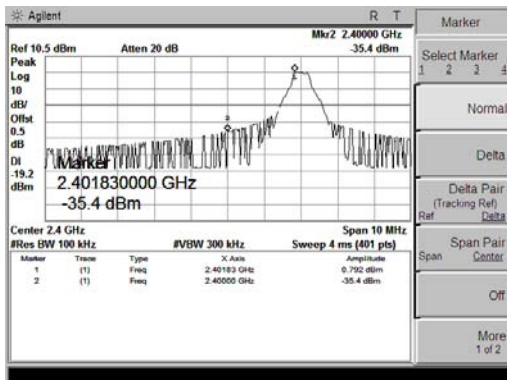 Agilent R T
Mkr2 2.40000 GHz
Ref 10.5 dBm Atten 20 dB -35.4 dBm
Peak
Log
10
dB/
Offst
0.5
dB
DI
-19.2
dBm
1
2
Marker
2.401830000 GHz
-35.4 dBm
Center 2.4 GHz Span 10 MHz
#Res BW 100 kHz #VBW 300 kHz Sweep 4 ms (401 pts)
Marker Trace Type X Axis Amplitude
1 (1) Freq 2.40183 GHz 0.792 dBm
2 (1) Freq 2.40000 GHz -35.4 dBm
Marker
Select Marker
1 2 3 4
Normal
Delta
Delta Pair
(Tracking Ref)
Ref Delta
Span Pair
Span Center
Off
More
1 of 2